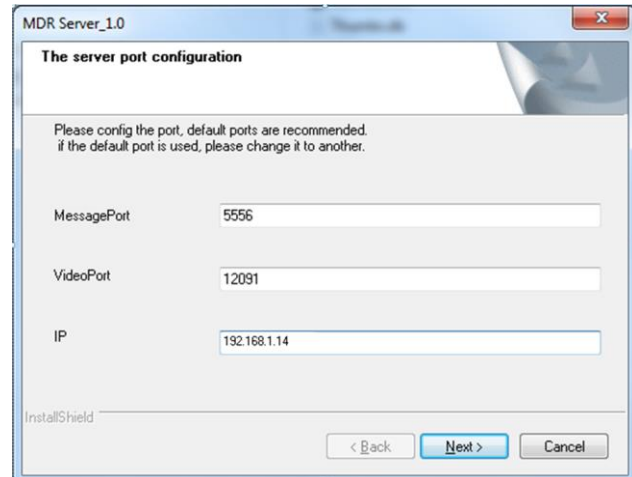 MDR Server_1.0
The server port configuration
Please config the port, default ports are recommended.
if the default port is used, please change it to another.
MessagePort 5556
VideoPort 12091
IP 192.168.1.14
InstallShield
< Back Next > Cancel